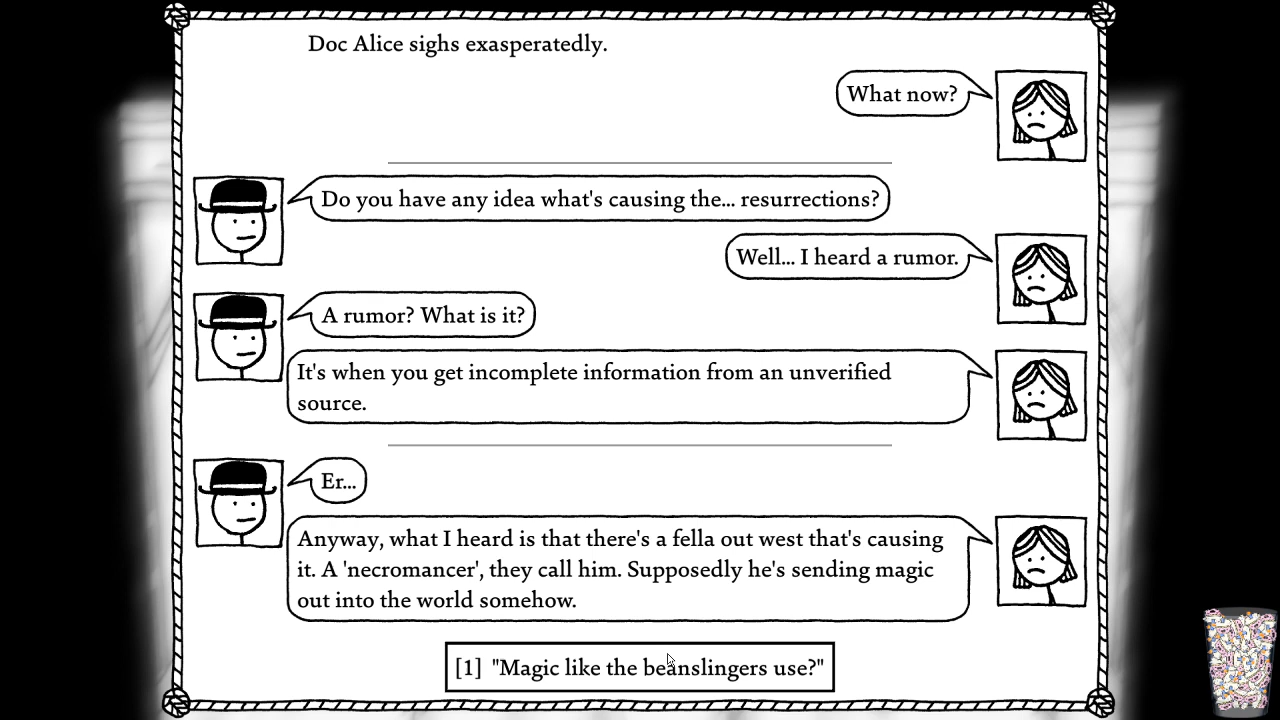 Doc Alice sighs exasperatedly.
What now?
Do you have any idea what's causing the... resurrections?
Well... I heard a rumor.
A rumor? What is it?
It's when you get incomplete information from an unverified
source.
Er...
Anyway, what I heard is that there's a fella out west that's causing
it. A 'necromancer', they call him. Supposedly he's sending magic
out into the world somehow.
[1] "Magic like the beanslingers use?"